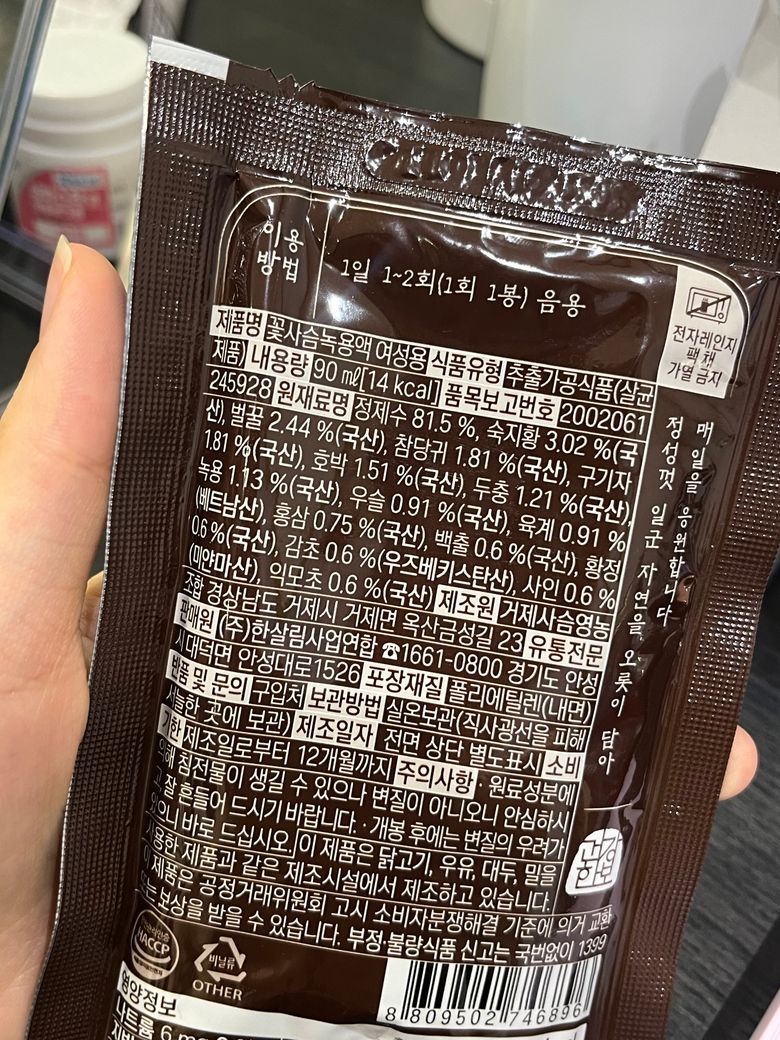 이용
방법
1일 1~2회(1회 1봉) 음용
전자레인지
팩 채
가열 금지
제품명 꽃사슴녹용액 여성용 식품유형 추출가공식품(살균
제품) 내용량 90 ㎖[14 kcal] 품목보고번호 2002061
245928 원재료명 정제수 81.5 %, 숙지황 3.02 %(국
산), 벌꿀 2.44 %(국산), 참당귀 1.81 %(국산), 구기자
1.81 %(국산), 호박 1.51 %(국산), 두충 1.21 %(국산),
녹용 1.13 %(국산), 우슬 0.91 %(국산), 육계 0.91 %
(베트남산), 홍삼 0.75 %(국산), 백출 0.6 %(국산), 황정
0.6 %(국산), 감초 0.6 %(우즈베키스탄산), 사인 0.6 %
(미얀마산), 익모초 0.6 %(국산) 제조원 거제사슴영농
조합 경상남도 거제시 거제면 옥산금성길 23 유통전문
판매원 (주)한살림사업연합 ☎1661-0800 경기도 안성
시대덕면 안성대로1526 포장재질 폴리에틸렌(내면)
반품 및 문의 구입처 보관방법 실온보관(직사광선을 피해
서늘한 곳에 보관) 제조일자 전면 상단 별도표시 소비
기한 제조일로부터 12개월까지 주의사항 · 원료성분에
의해 침전물이 생길 수 있으나 변질이 아니오니 안심하시
고 잘 흔들어 드시기 바랍니다. · 개봉 후에는 변질의 우려가
있으니 바로 드십시오. 이 제품은 닭고기, 우유, 대두, 밀을
사용한 제품과 같은 제조시설에서 제조하고 있습니다.
이 제품은 공정거래위원회 고시 소비자분쟁해결 기준에 의거 교환
또는 보상을 받을 수 있습니다. 부정·불량식품 신고는 국번없이 1399
매일을 응원합니다
정성껏 일군 자연을 오롯이 담아
HACCP
비닐류
OTHER
8 809502 746896
영양정보
나트륨 6 mg